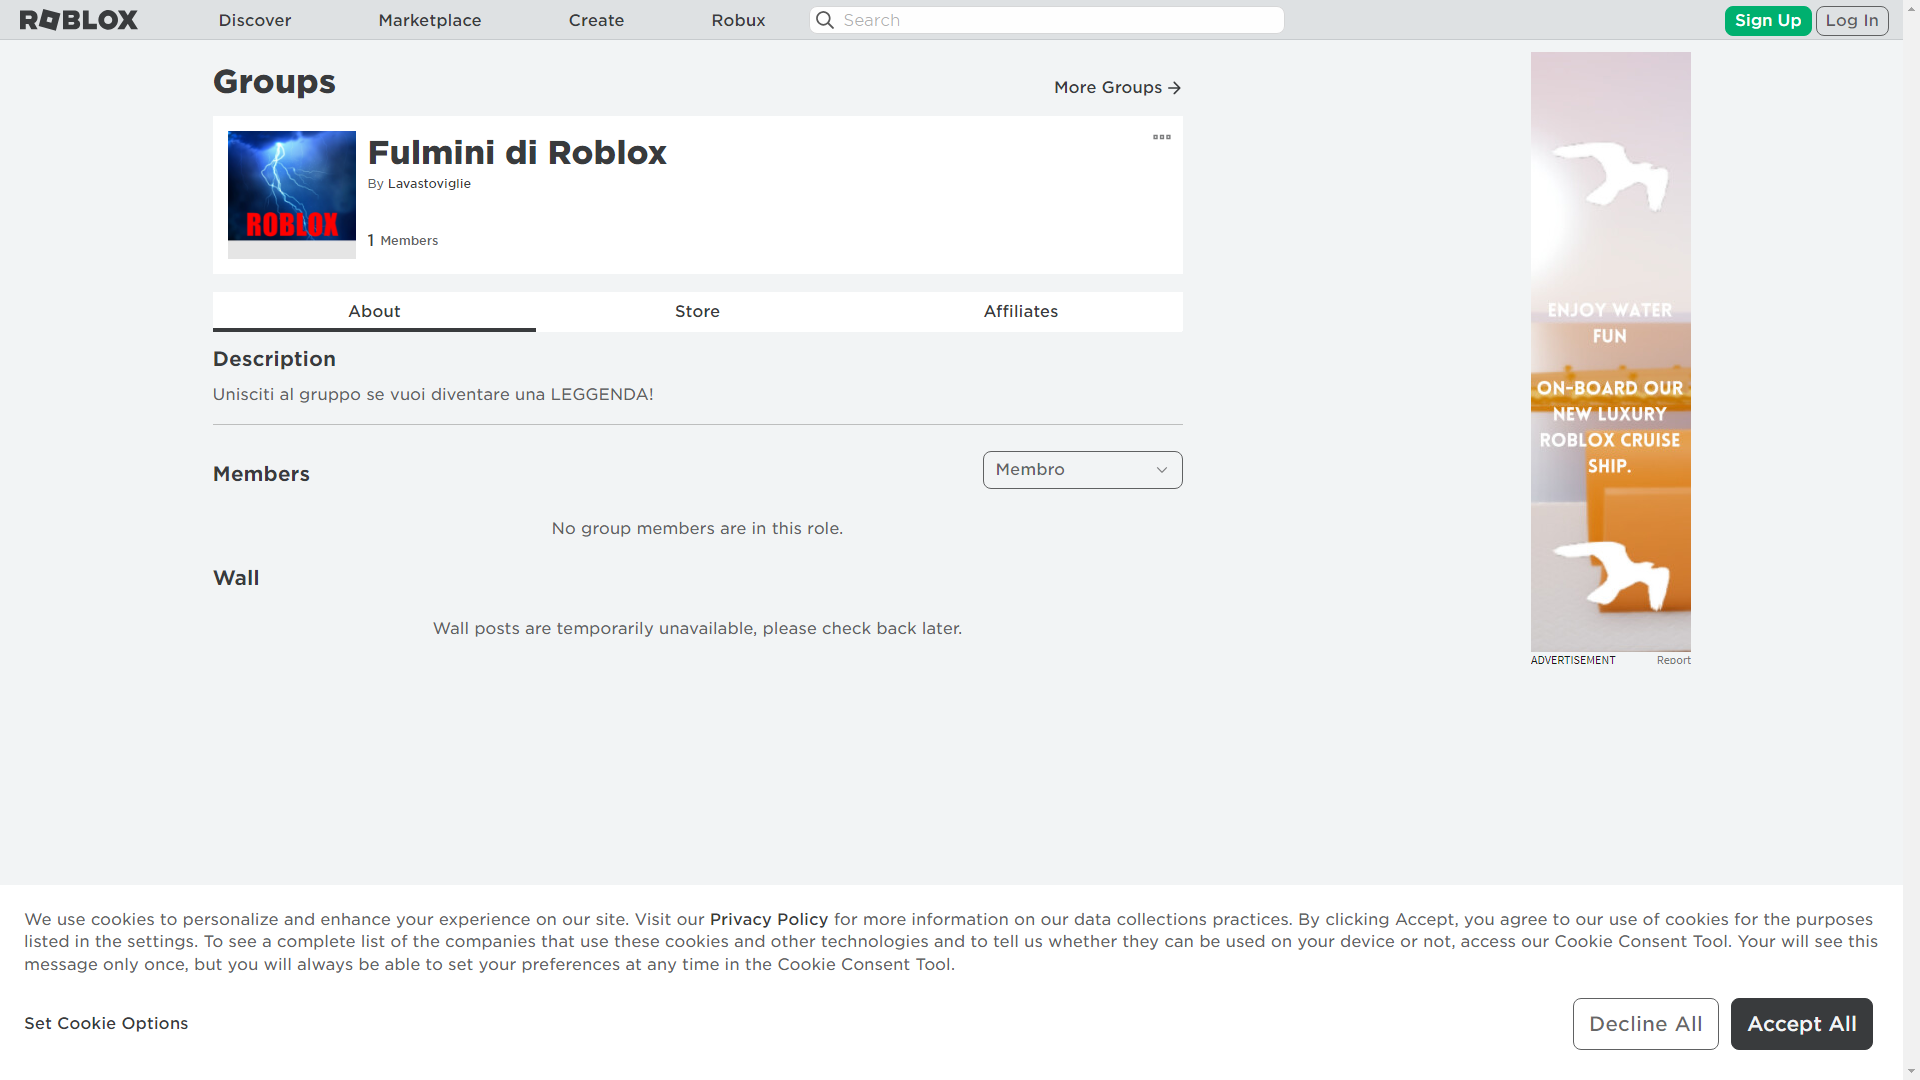 ROBLOX
Discover
Marketplace
Create
Robux
Search
Sign Up
Log In
Groups
More Groups
ROBLOX
Fulmini di Roblox
By Lavastoviglie
1 Members
About
Store
Affiliates
Description
Unisciti al gruppo se vuoi diventare una LEGGENDA!
Members
Membro
No group members are in this role.
Wall
Wall posts are temporarily unavailable, please check back later.
ENJOY WATER
FUN
ON-BOARD OUR
NEW LUXURY
ROBLOX CRUISE
SHIP.
ADVERTISEMENT
Report
We use cookies to personalize and enhance your experience on our site. Visit our Privacy Policy for more information on our data collections practices. By clicking Accept, you agree to our use of cookies for the purposes
listed in the settings. To see a complete list of the companies that use these cookies and other technologies and to tell us whether they can be used on your device or not, access our Cookie Consent Tool. Your will see this
message only once, but you will always be able to set your preferences at any time in the Cookie Consent Tool.
Set Cookie Options
Decline All
Accept All